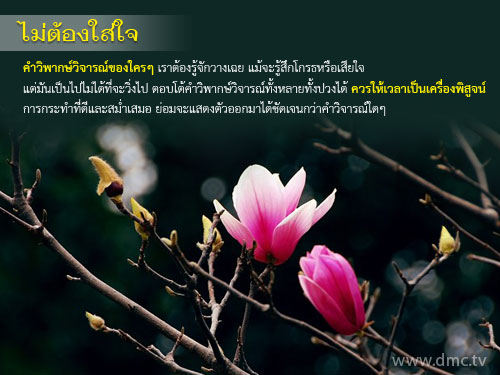 ไม่ต้องใส่ใจ
คำวิพากษ์วิจารณ์ของใครๆ เราต้องรู้จักวางเฉย แม้จะรู้สึกโกรธหรือเสียใจ
แต่มันเป็นไปไม่ได้ที่จะวิ่งไป ตอบโต้คำวิพากษ์วิจารณ์ทั้งหลายทั้งปวงได้ ควรให้เวลาเป็นเครื่องพิสูจน์
การกระทำที่ดีและสม่ำเสมอ ย่อมจะแสดงตัวออกมาได้ชัดเจนกว่าคำวิจารณ์ใดๆ
www.dmc.tv